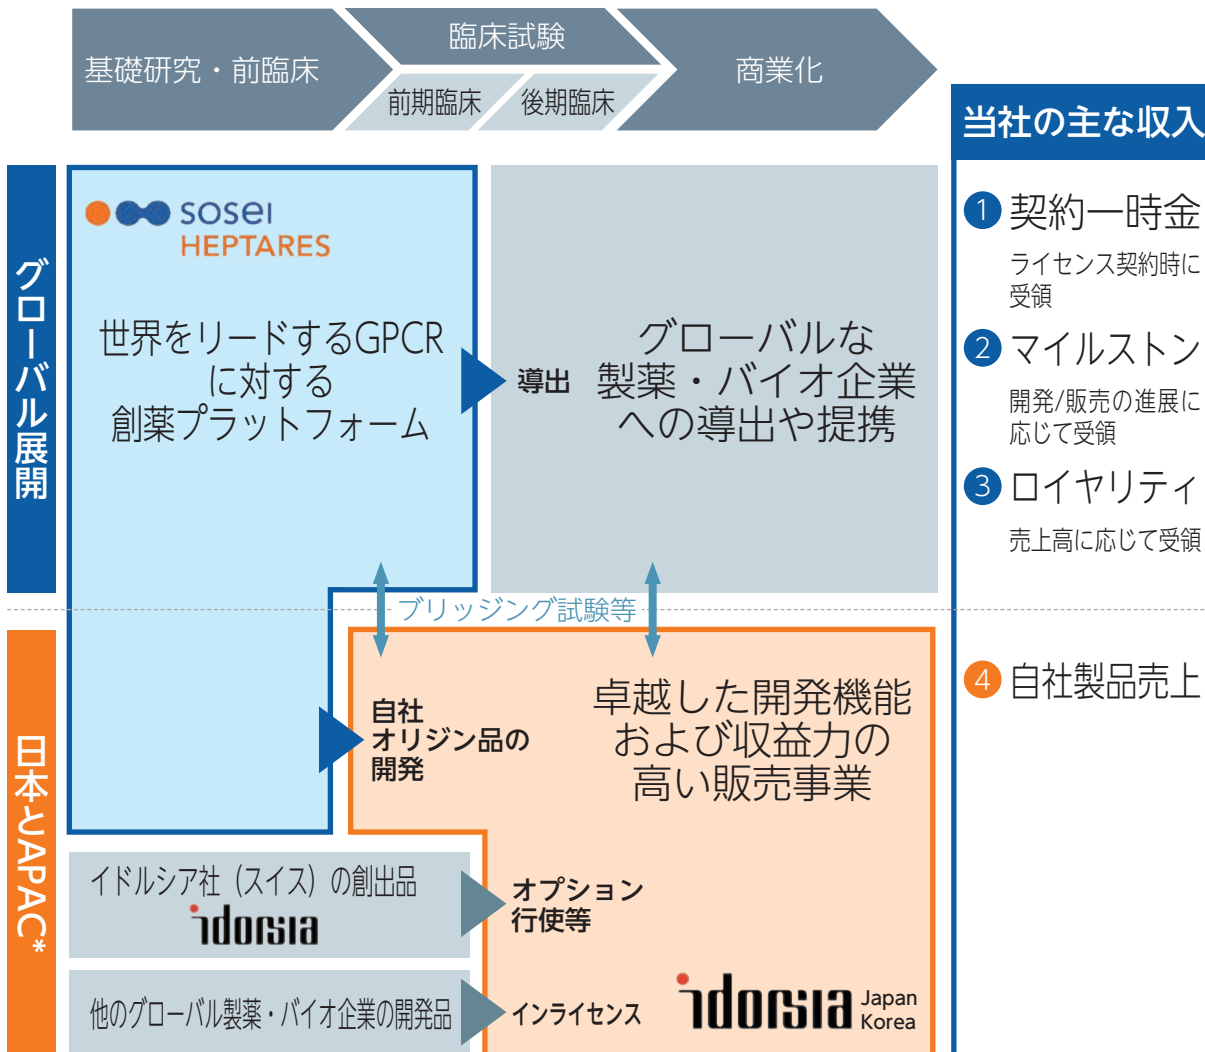 基礎研究・前臨床
臨床試験
前期臨床
後期臨床
商業化
当社の主な収入
グローバル展開
sosei
HEPTARES
世界をリードするGPCR
に対する
創薬プラットフォーム
導出
グローバルな
製薬・バイオ企業
への導出や提携
① 契約一時金
ライセンス契約時に
受領
② マイルストン
開発/販売の進展に
応じて受領
③ ロイヤリティ
売上高に応じて受領
ブリッジング試験等
日本とAPAC*
自社
オリジン品の
開発
卓越した開発機能
および収益力の
高い販売事業
④ 自社製品売上
イドルシア社（スイス）の創出品
idorsia
オプション
行使等
他のグローバル製薬・バイオ企業の開発品
インライセンス
idorsia Japan
Korea